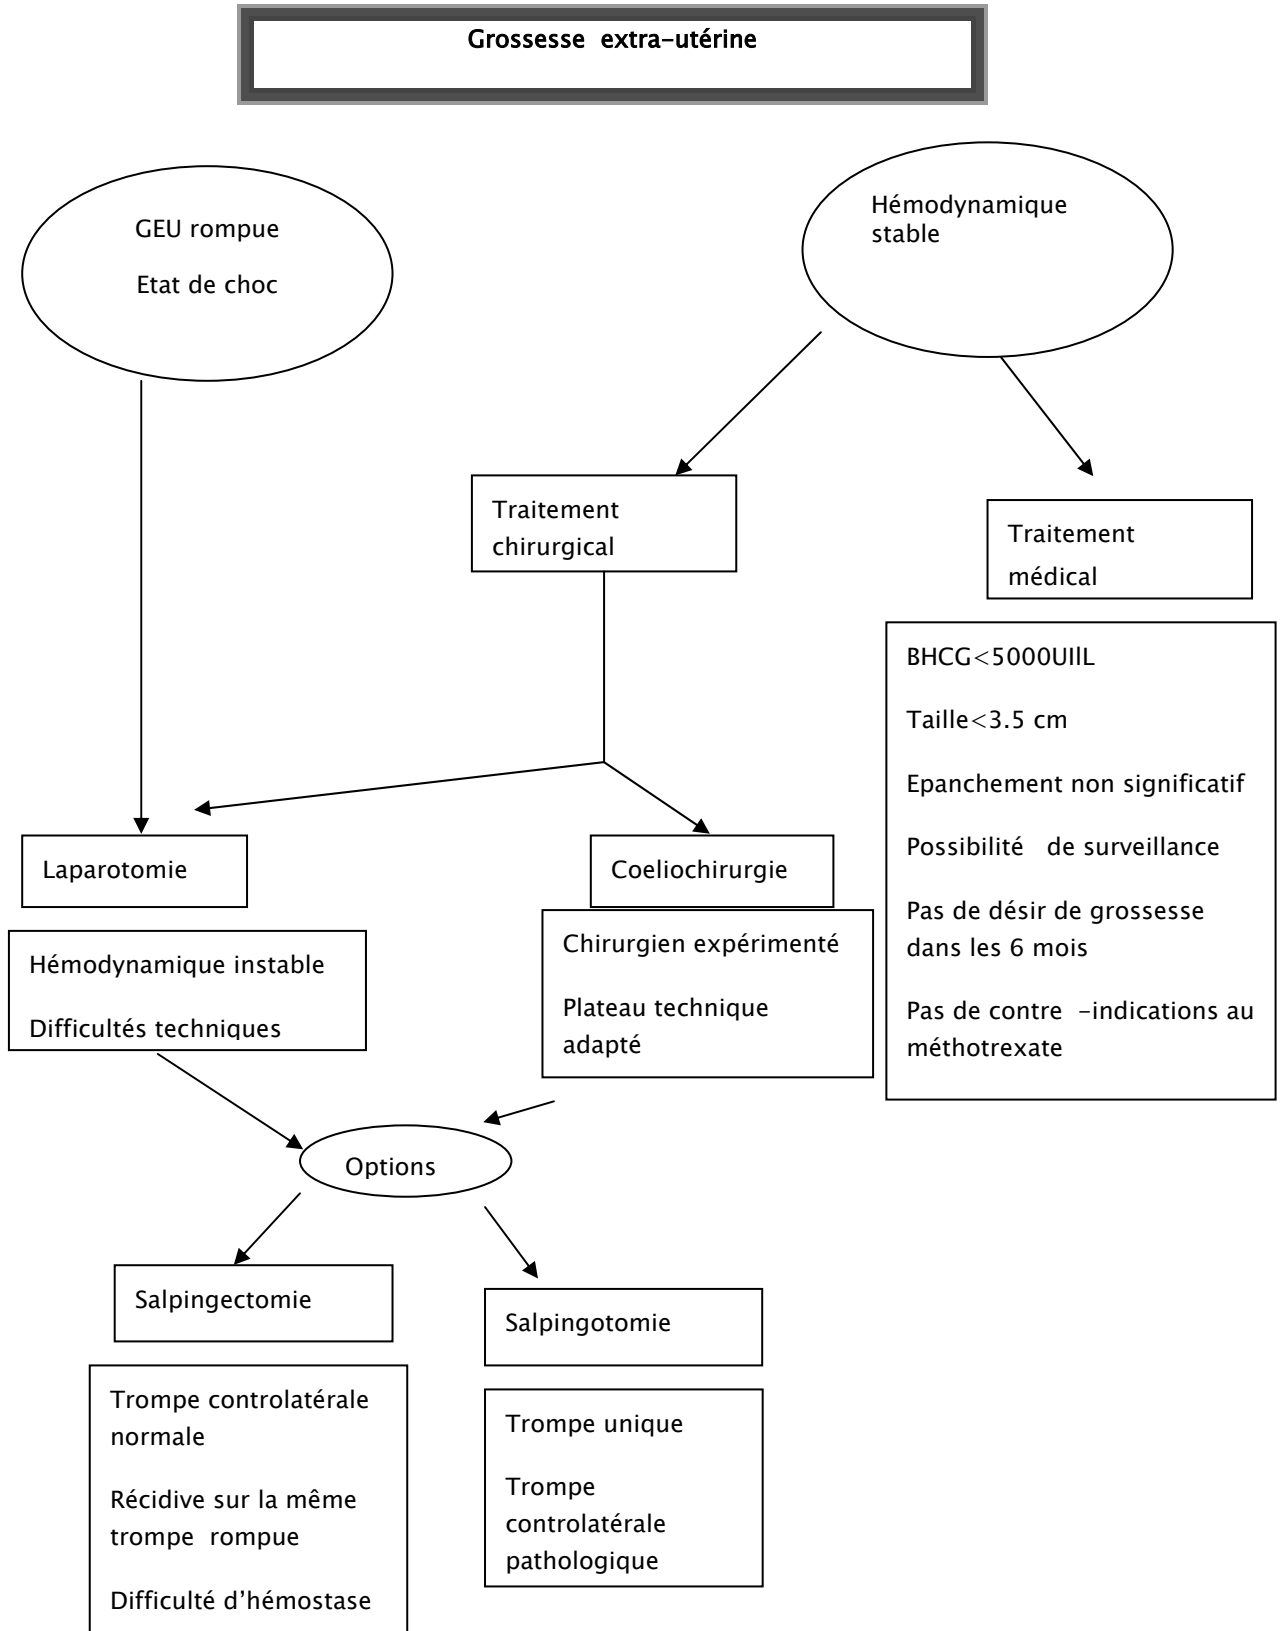 Grossesse extra-utérine
GEU rompue
Etat de choc
Hémodynamique
stable
Traitement
chirurgical
Traitement
médical
BHCG<5000UIlL
Taille<3.5 cm
Epanchement non significatif
Possibilité de surveillance
Pas de désir de grossesse
dans les 6 mois
Pas de contre -indications au
méthotrexate
Laparotomie
Hémodynamique instable
Difficultés techniques
Coeliochirurgie
Chirurgien expérimenté
Plateau technique
adapté
Options
Salpingectomie
Trompe controlatérale
normale
Récidive sur la même
trompe rompue
Difficulté d'hémostase
Salpingotomie
Trompe unique
Trompe
controlatérale
pathologique